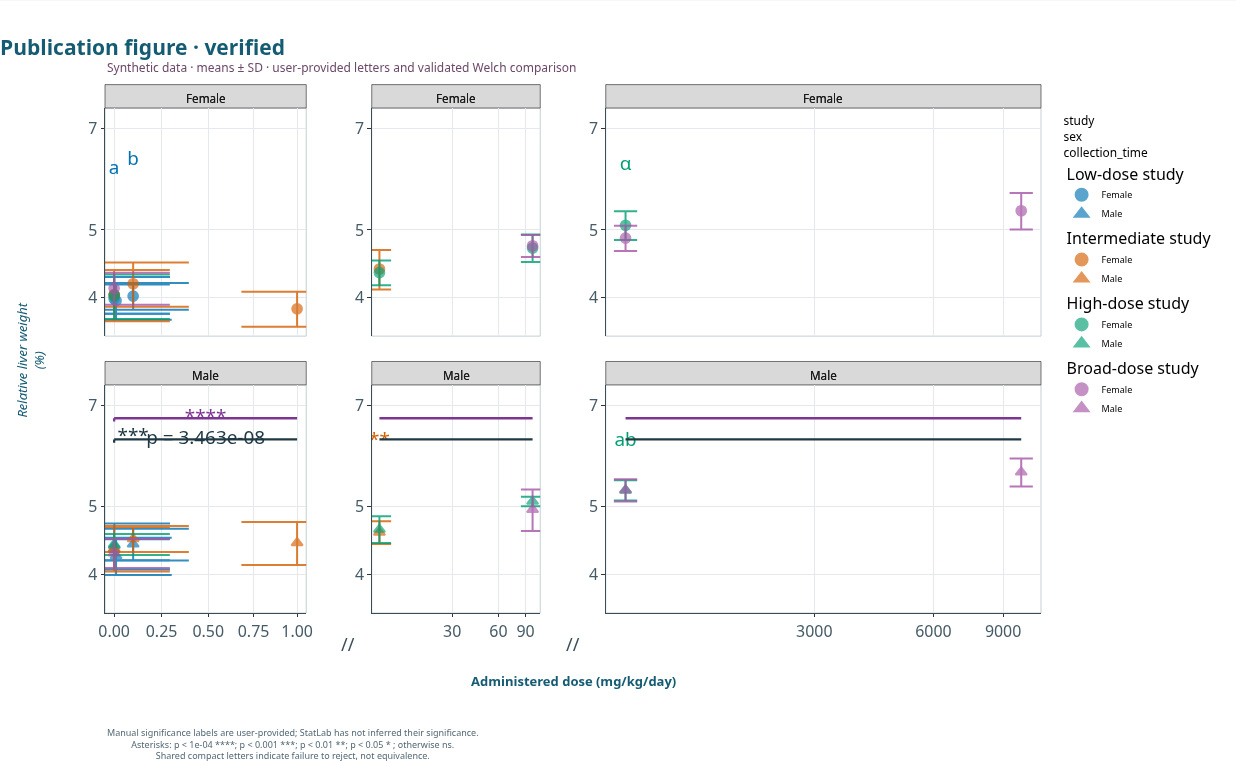 Publication figure · verified
Synthetic data · means ± SD · user-provided letters and validated Welch comparison
Female
Female
Female
7
5
4
a
b
7
5
4
7
5
4
α
study
sex
collection_time
Low-dose study
Female
Male
Intermediate study
Female
Male
High-dose study
Female
Male
Broad-dose study
Female
Male
Relative liver weight
(%)
Male
Male
Male
7
5
4
****
***
p = 3.463e-08
7
5
4
**
7
5
4
ab
0.00 0.25 0.50 0.75 1.00
30 60 90
3000 6000 9000
// //
Administered dose (mg/kg/day)
Manual significance labels are user-provided; StatLab has not inferred their significance.
Asterisks: p < 1e-04 ****; p < 0.001 ***; p < 0.01 **; p < 0.05 * ; otherwise ns.
Shared compact letters indicate failure to reject, not equivalence.